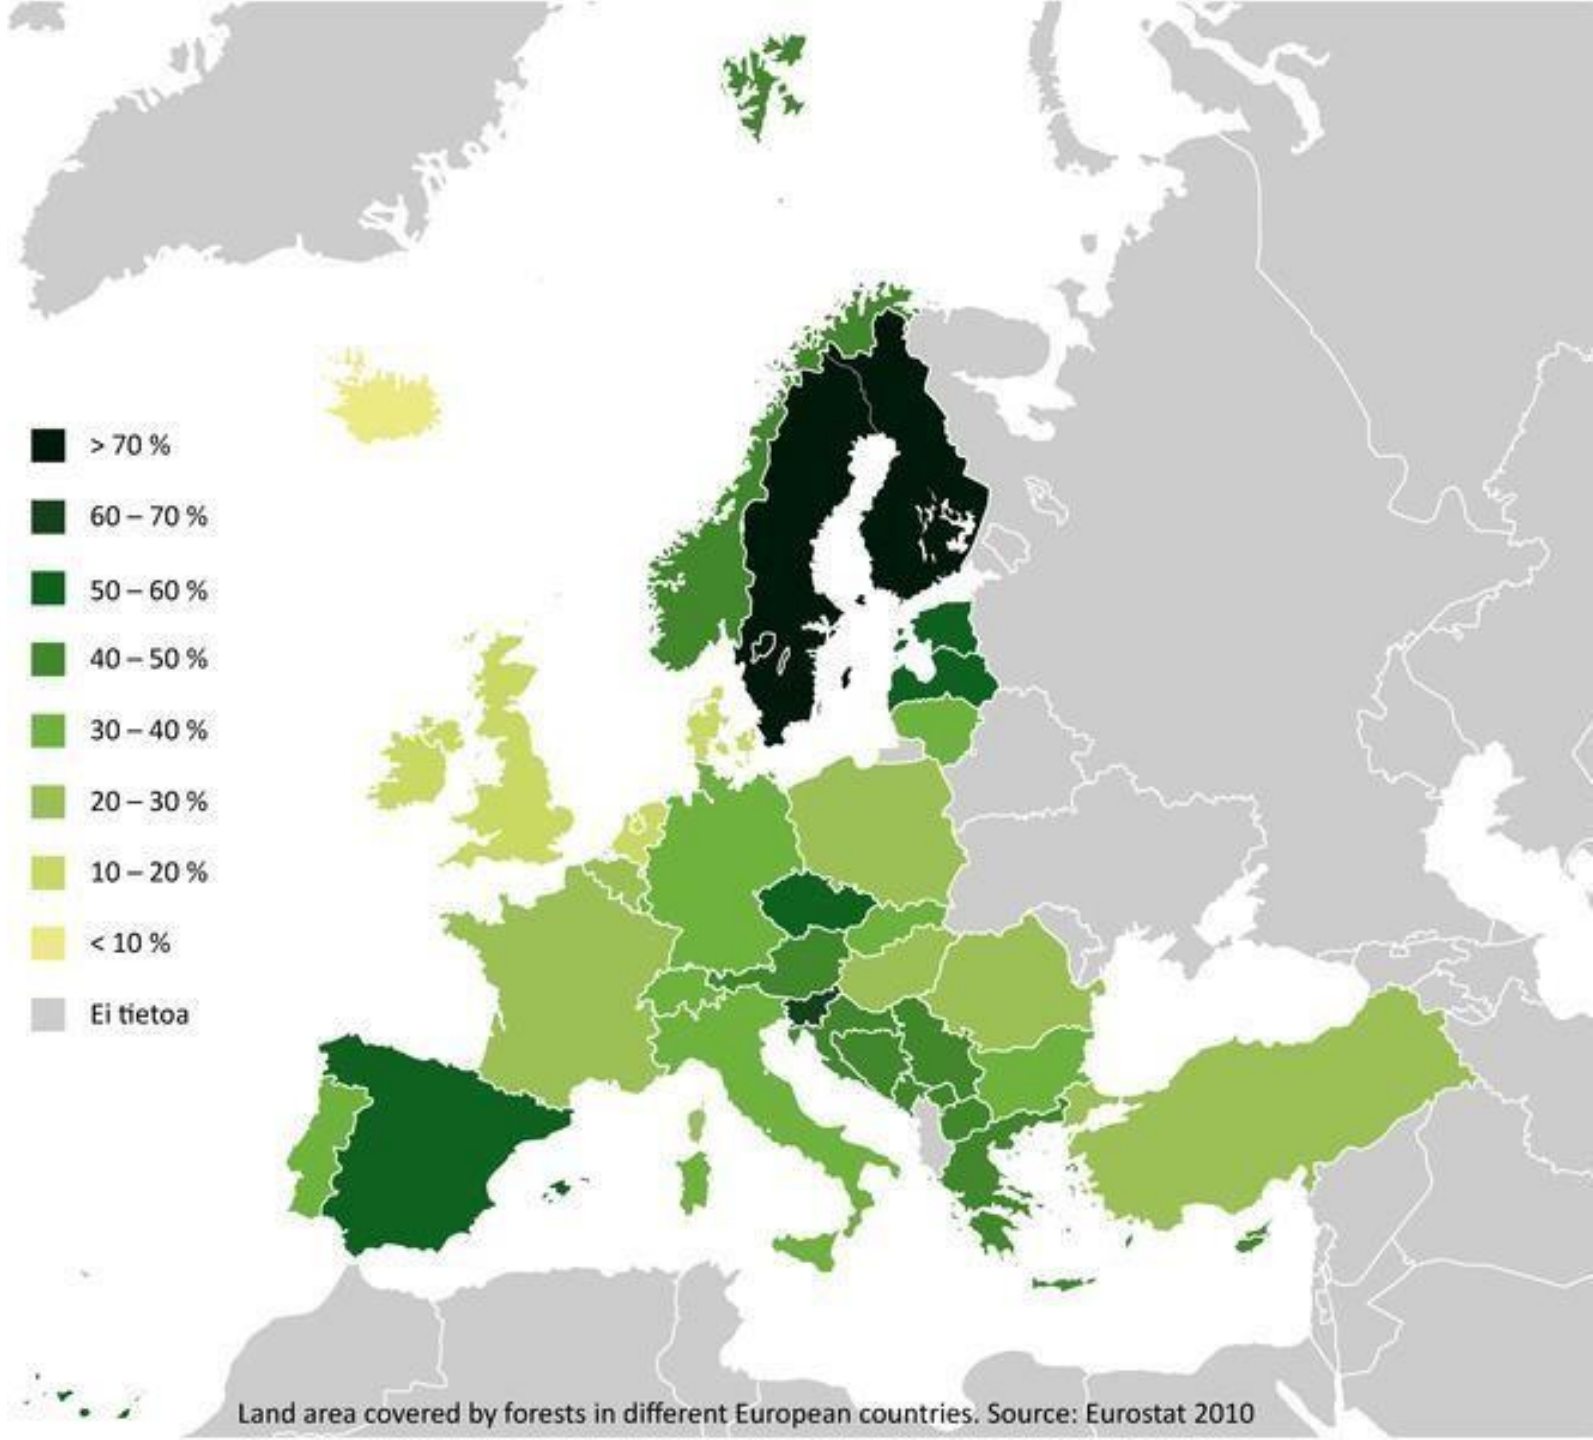 > 70 %
60 – 70 %
50 – 60 %
40 – 50 %
30 – 40 %
20 – 30 %
10 – 20 %
< 10 %
Ei tietoa
Land area covered by forests in different European countries. Source: Eurostat 2010